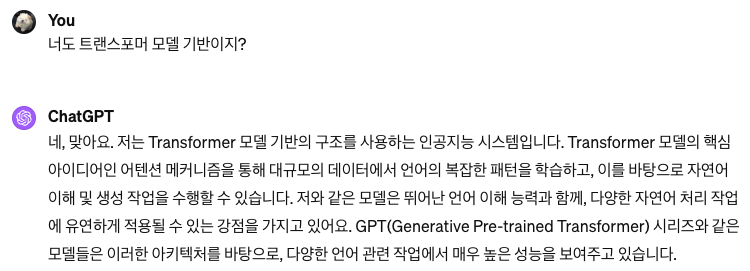 You
너도 트랜스포머 모델 기반이지?
ChatGPT
네, 맞아요. 저는 Transformer 모델 기반의 구조를 사용하는 인공지능 시스템입니다. Transformer 모델의 핵심
아이디어인 어텐션 메커니즘을 통해 대규모의 데이터에서 언어의 복잡한 패턴을 학습하고, 이를 바탕으로 자연어
이해 및 생성 작업을 수행할 수 있습니다. 저와 같은 모델은 뛰어난 언어 이해 능력과 함께, 다양한 자연어 처리 작업
에 유연하게 적용될 수 있는 강점을 가지고 있어요. GPT(Generative Pre-trained Transformer) 시리즈와 같은
모델들은 이러한 아키텍처를 바탕으로, 다양한 언어 관련 작업에서 매우 높은 성능을 보여주고 있습니다.